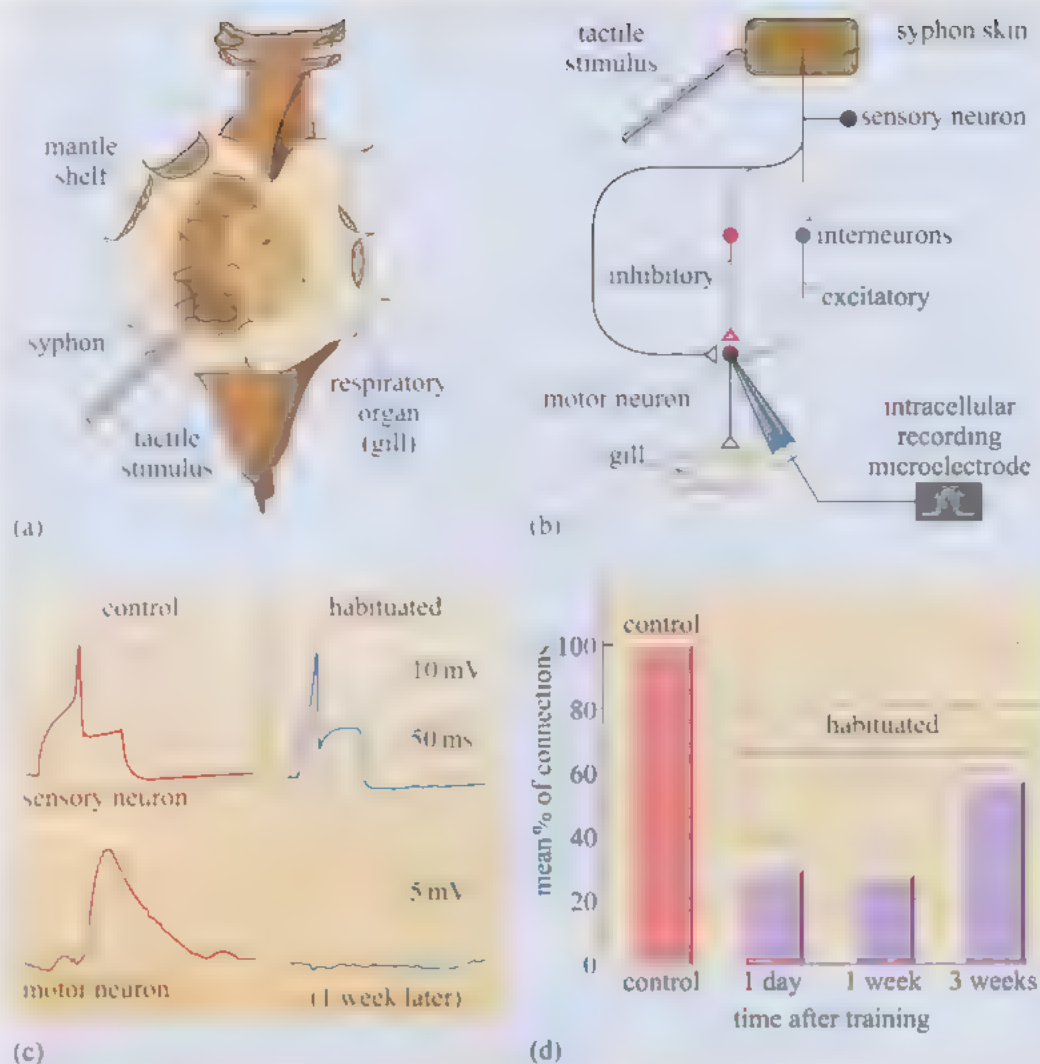 mantle
shelf
syphon
tactile
stimulus
respiratory
organ
(gill)
(a)
tactile
stimulus
syphon skin
sensory neuron
interneurons
inhibitory
excitatory
motor neuron
gill
intracellular
recording
microelectrode
(b)
control
habituated
10 mV
50 ms
sensory neuron
5 mV
motor neuron
(1 week later)
(c)
mean % of connections
100
80
60
40
20
0
control
habituated
control
1 day
1 week
3 weeks
time after training
(d)